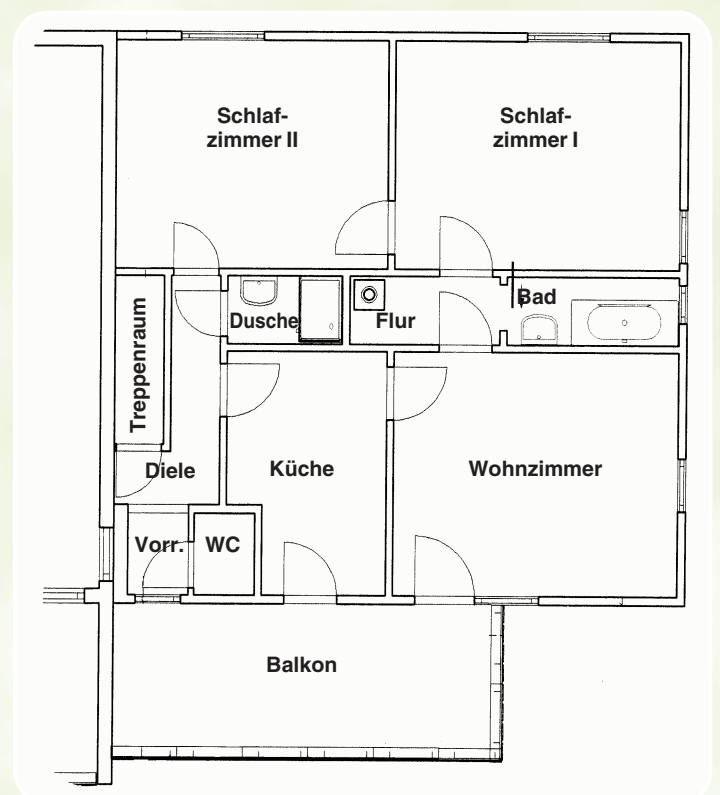 Schlaf-
zimmer II
Schlaf-
zimmer I
Bad
Dusche
Flur
Treppenraum
Diele
Küche
Wohnzimmer
Vorr.
WC
Balkon